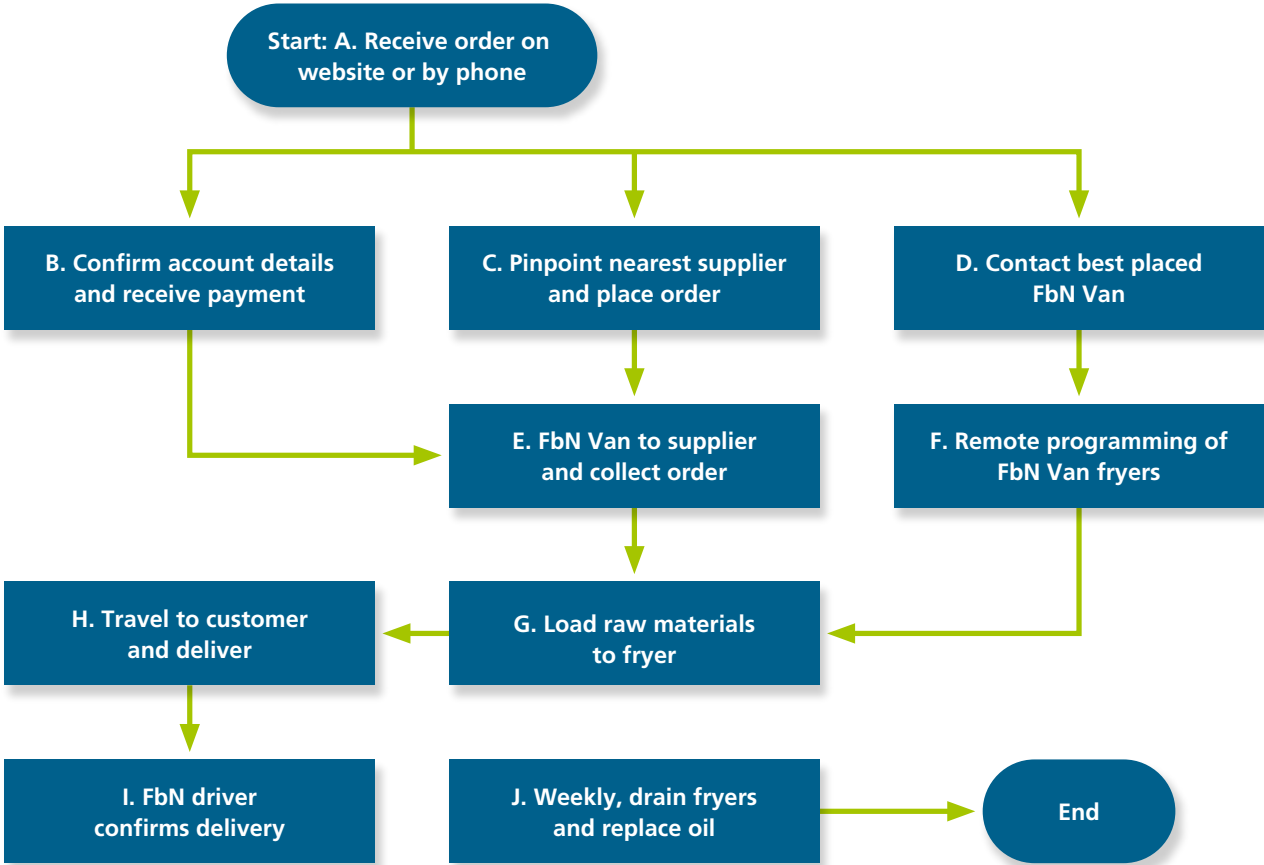 Start: A. Receive order on
website or by phone
B. Confirm account details
and receive payment
C. Pinpoint nearest supplier
and place order
D. Contact best placed
FbN Van
E. FbN Van to supplier
and collect order
F. Remote programming of
FbN Van fryers
H. Travel to customer
and deliver
G. Load raw materials
to fryer
I. FbN driver
confirms delivery
J. Weekly, drain fryers
and replace oil
End